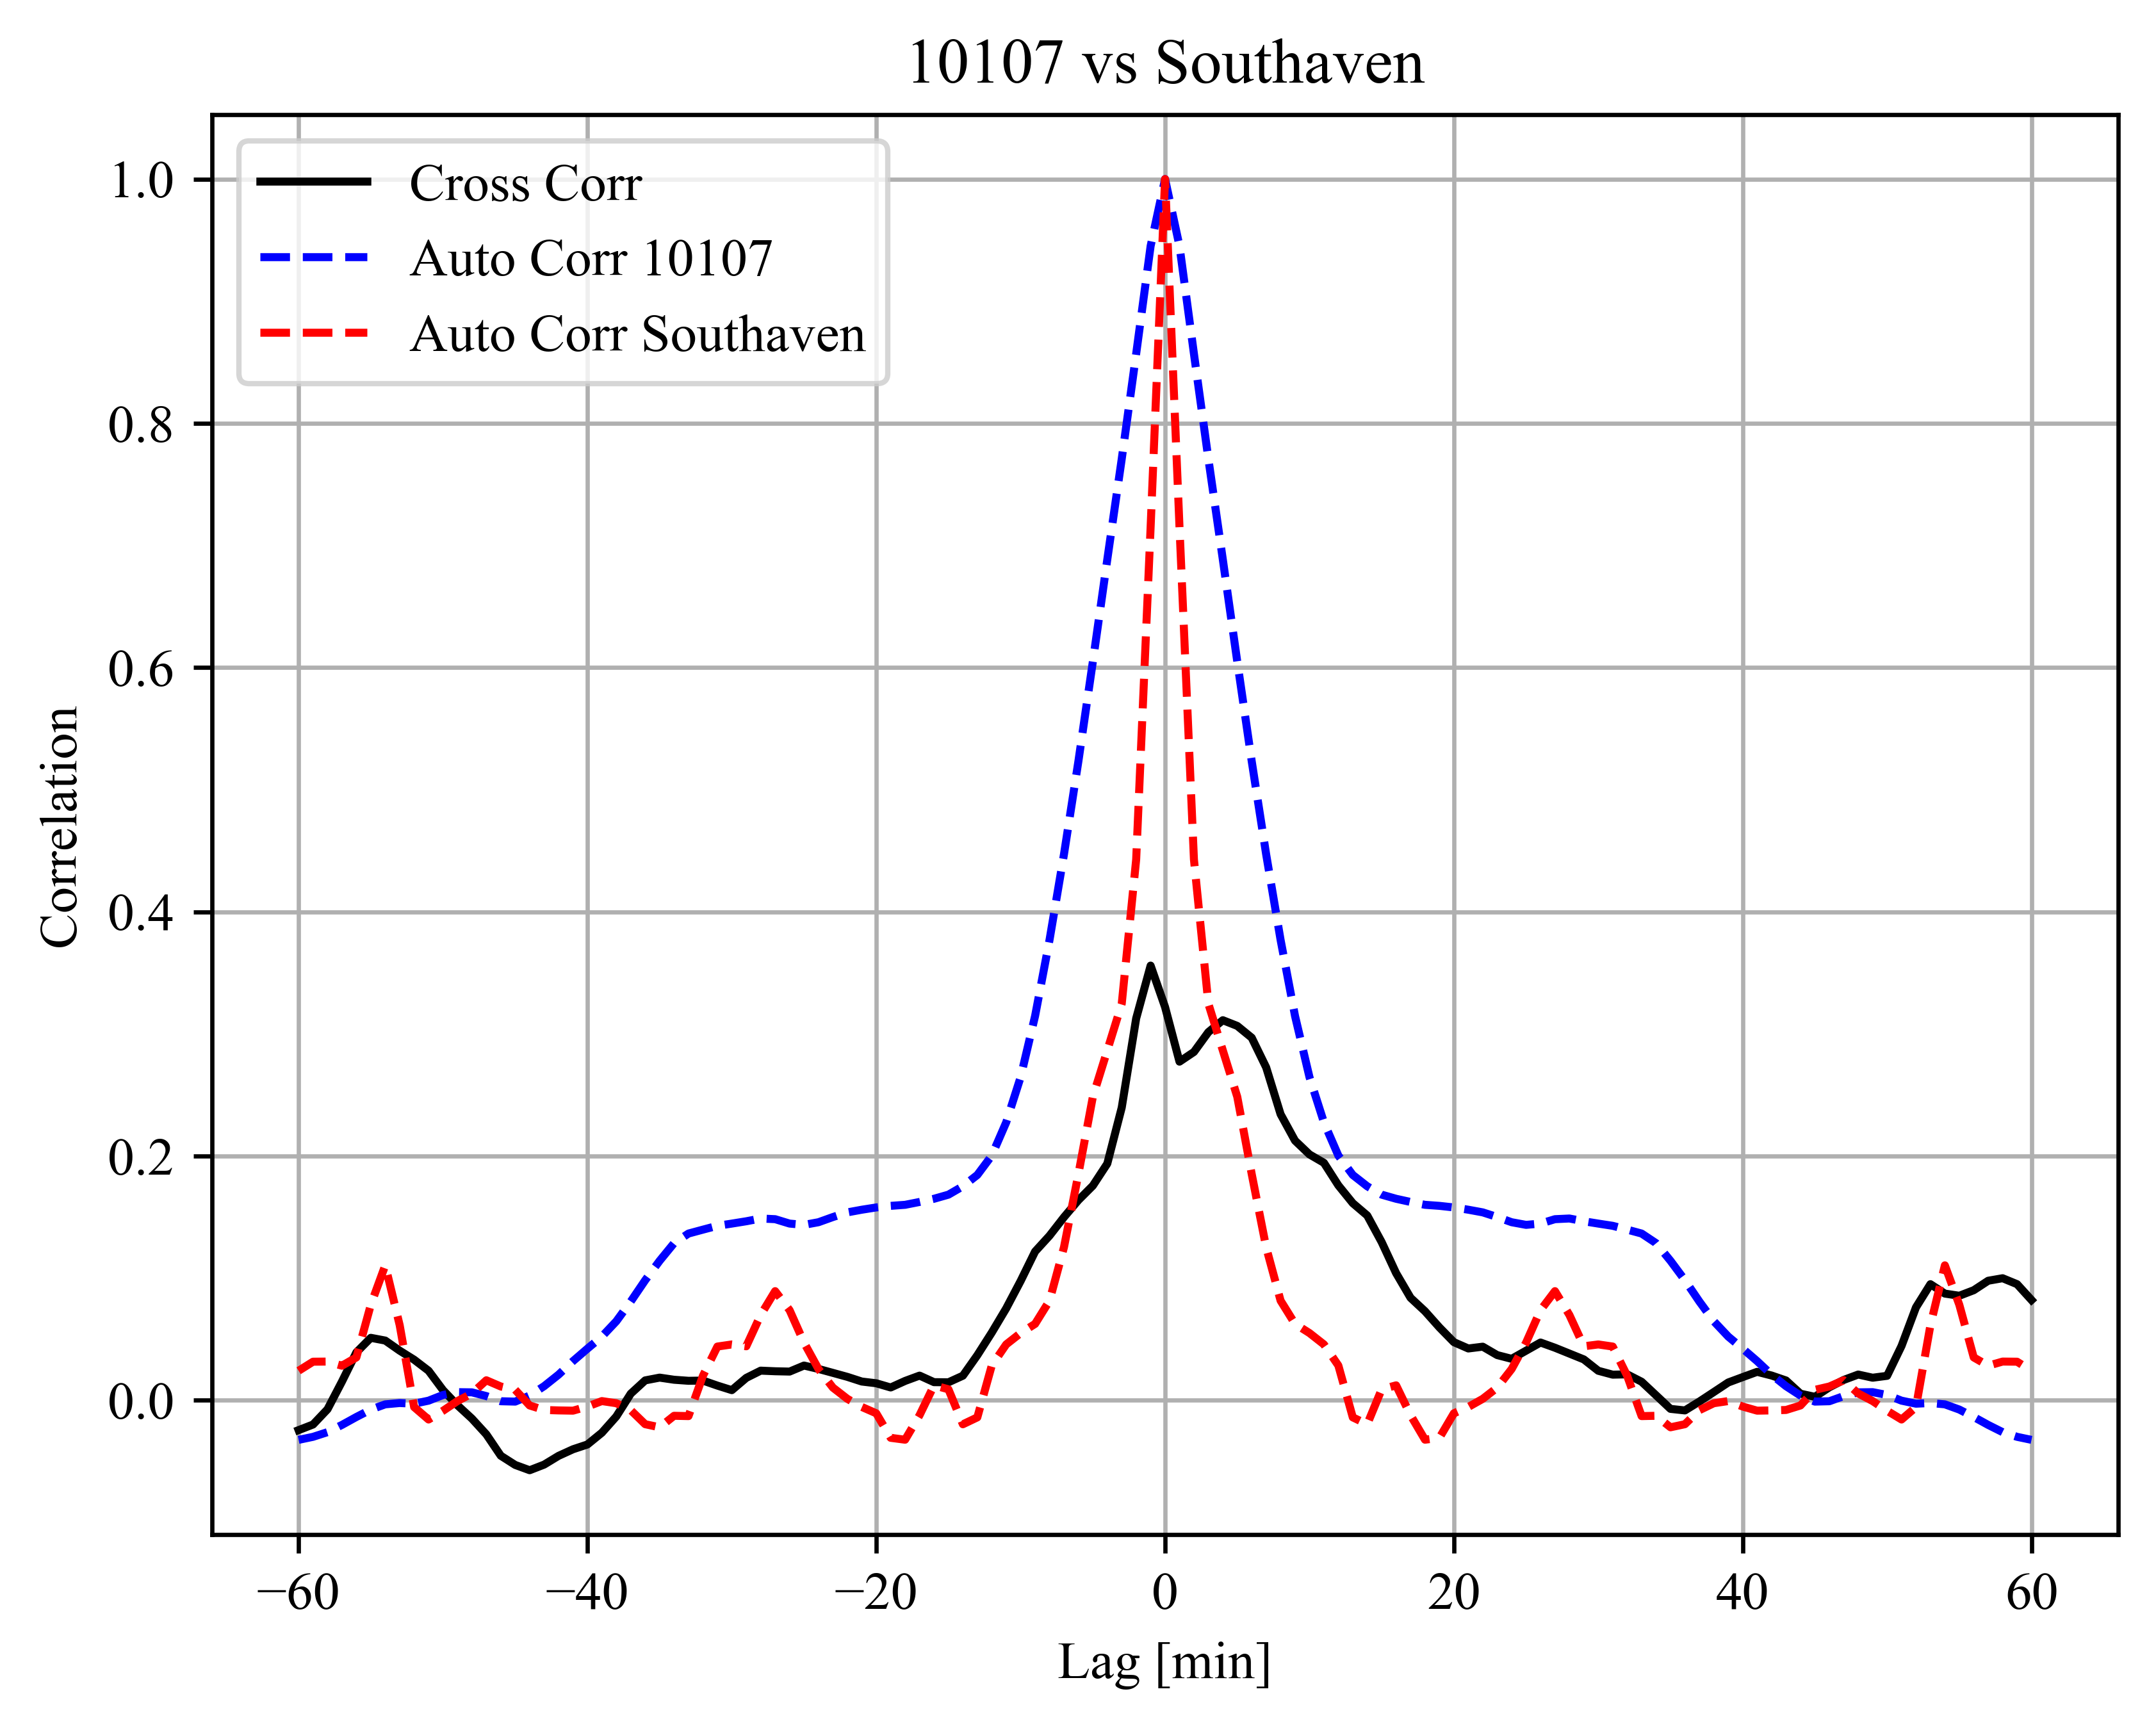 10107 vs Southaven
Cross Corr
Auto Corr 10107
Auto Corr Southaven
1.0
0.8
0.6
0.4
0.2
0.0
Correlation
−60 −40 −20 0 20 40 60
Lag [min]